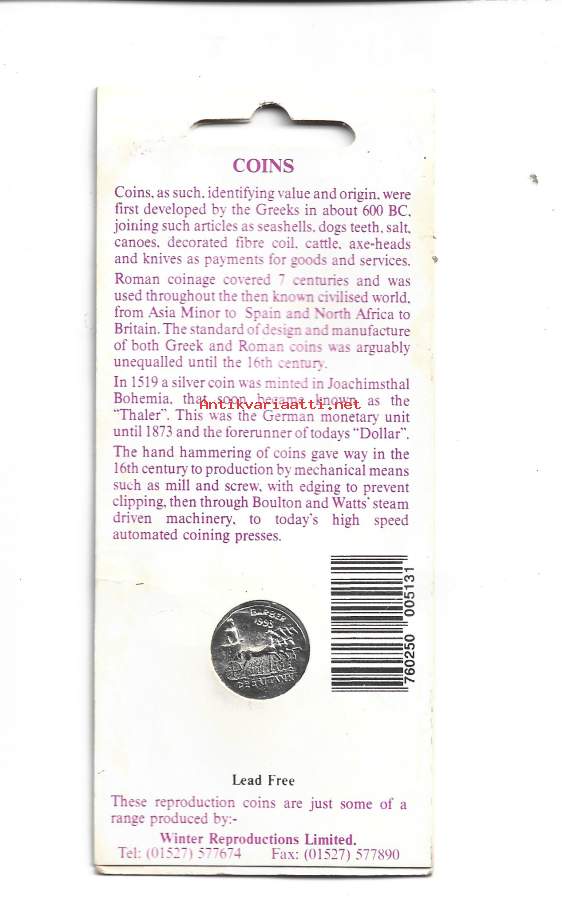 COINS
Coins, as such, identifying value and origin, were
first developed by the Greeks in about 600 BC,
joining such articles as seashells, dogs teeth, salt,
canoes, decorated fibre coil, cattle, axe-heads
and knives as payments for goods and services.
Roman coinage covered 7 centuries and was
used throughout the then known civilised world,
from Asia Minor to Spain and North Africa to
Britain. The standard of design and manufacture
of both Greek and Roman coins was arguably
unequalled until the 16th century.
In 1519 a silver coin was minted in Joachimsthal
Bohemia, that soon became known as the
Antikvariaatti.net
"Thaler". This was the German monetary unit
until 1873 and the forerunner of todays "Dollar".
The hand hammering of coins gave way in the
16th century to production by mechanical means
such as mill and screw, with edging to prevent
clipping, then through Boulton and Watts' steam
driven machinery, to today's high speed
automated coining presses.
760250 005131
BARBER
1993
Lead Free
These reproduction coins are just some of a
range produced by:-
Winter Reproductions Limited.
Tel: (01527) 577674 Fax: (01527) 577890